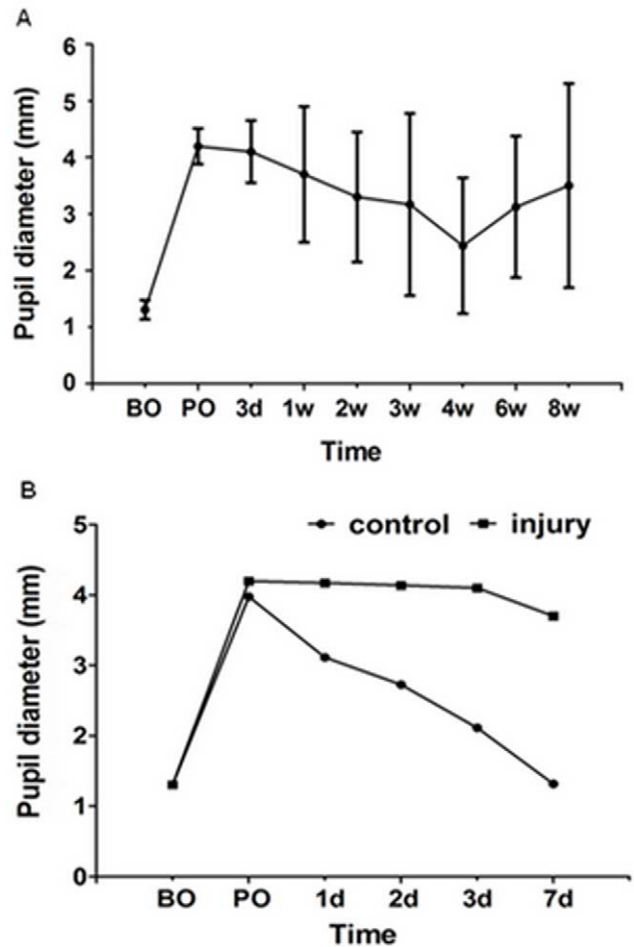 A
Pupil diameter (mm)
6
5
4
3
2
1
0
BO PO 3d 1w 2w 3w 4w 6w 8w
Time
B
control injury
Pupil diameter (mm)
5
4
3
2
1
0
BO PO 1d 2d 3d 7d
Time